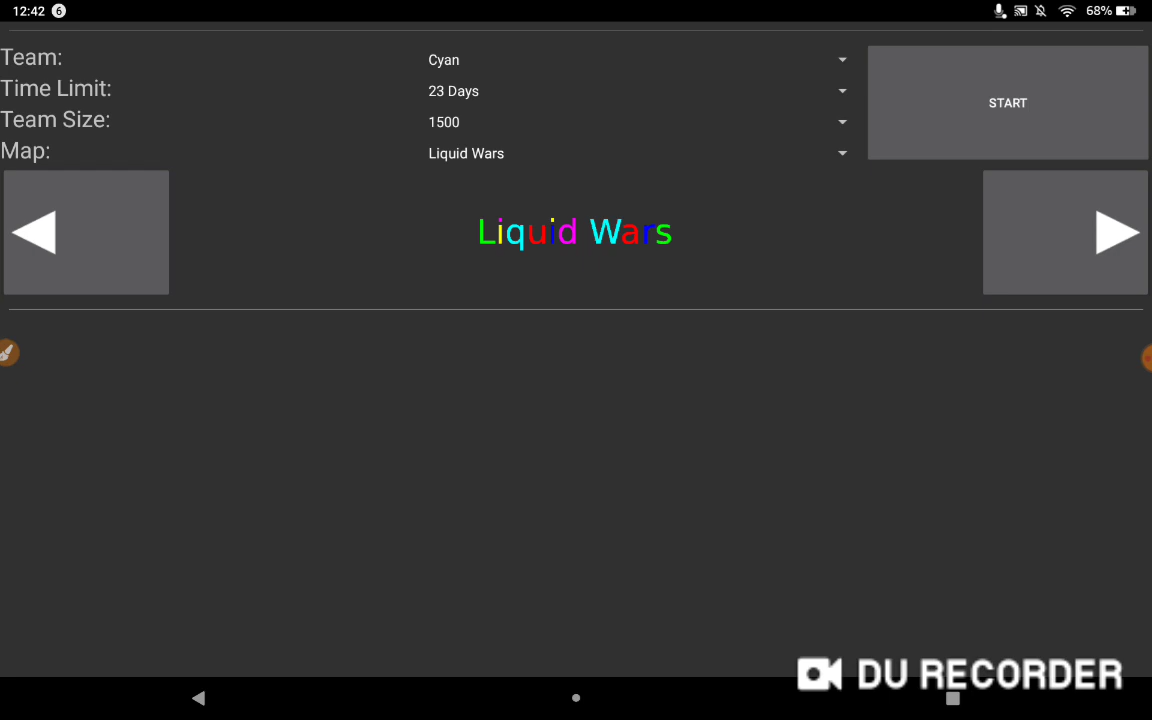 12:42 6 68%
Team: Cyan
Time Limit: 23 Days
Team Size: 1500
Map: Liquid Wars
START
Liquid Wars
DU RECORDER